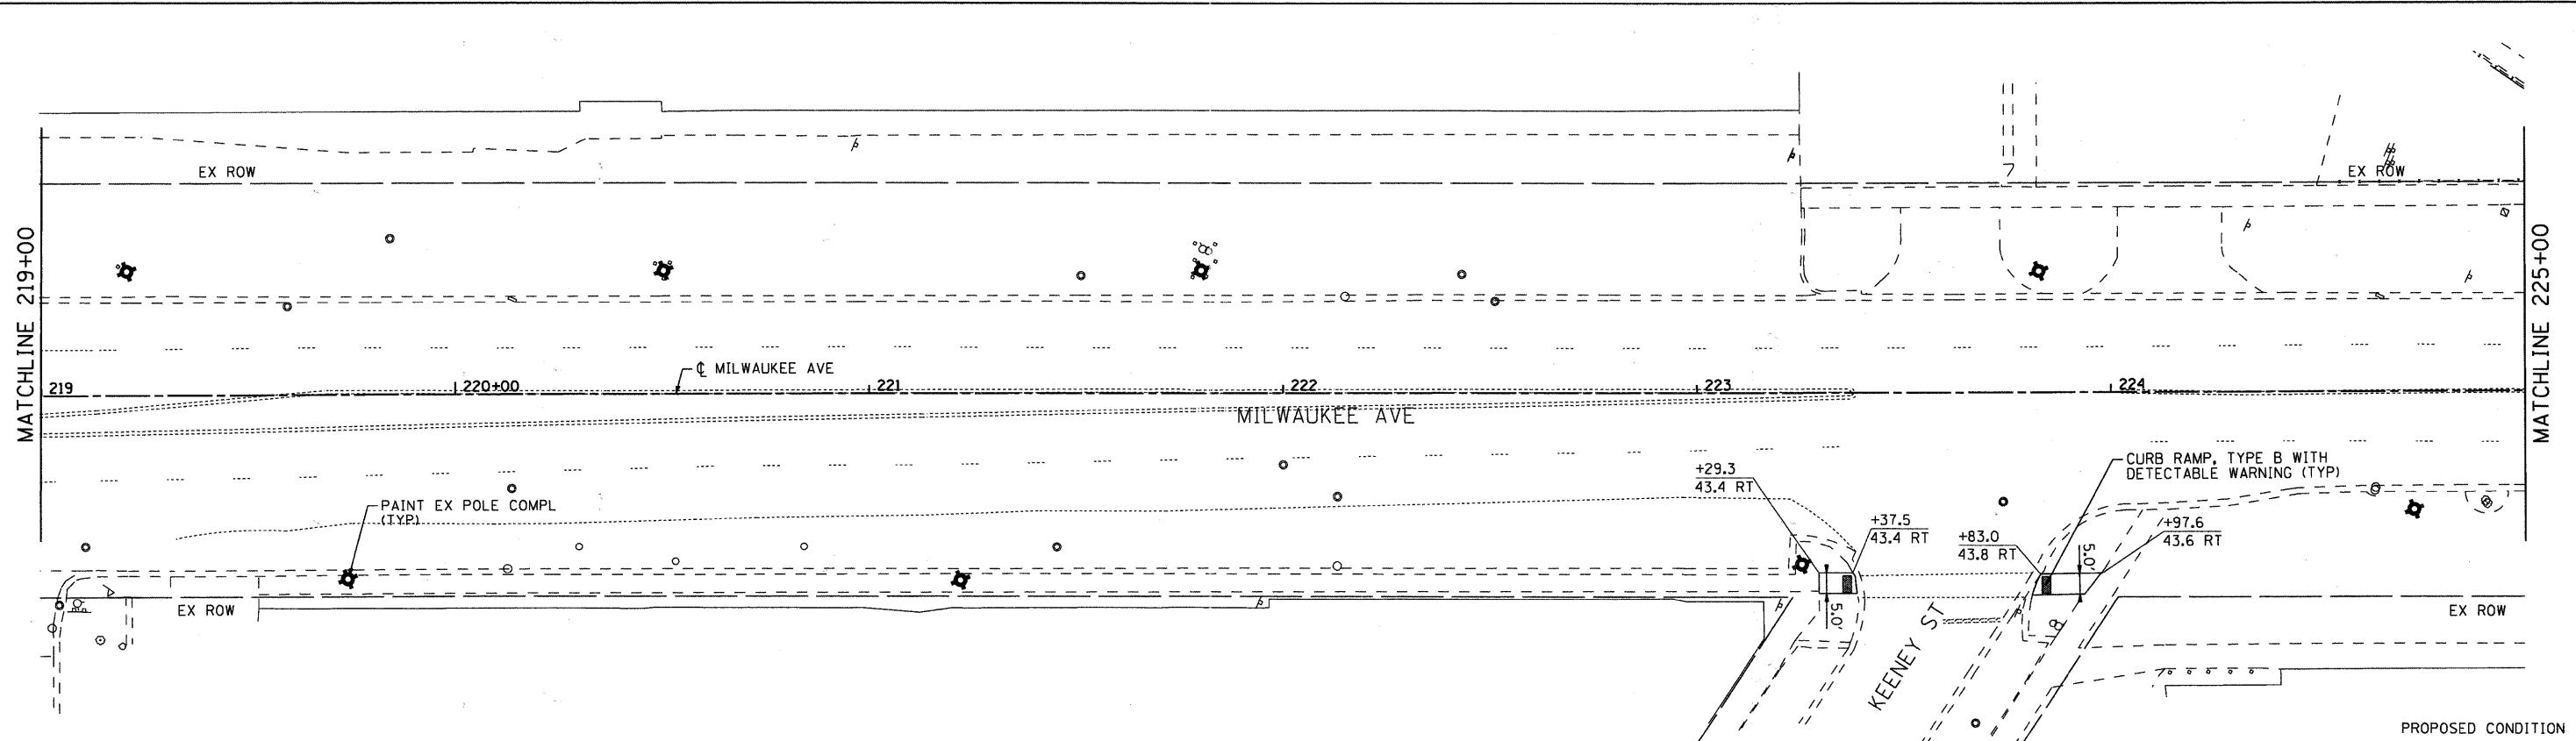 EX ROW
EX ROW
MATCHLINE 219+00
MATCHLINE 225+00
℄ MILWAUKEE AVE
219
220+00
221
222
223
224
MILWAUKEE AVE
+29.3
43.4 RT
CURB RAMP, TYPE B WITH
DETECTABLE WARNING (TYP)
PAINT EX POLE COMPL
(TYP)
+37.5
43.4 RT
+83.0
43.8 RT
+97.6
43.6 RT
5.0'
5.0'
EX ROW
EX ROW
KEENEY ST
PROPOSED CONDITION